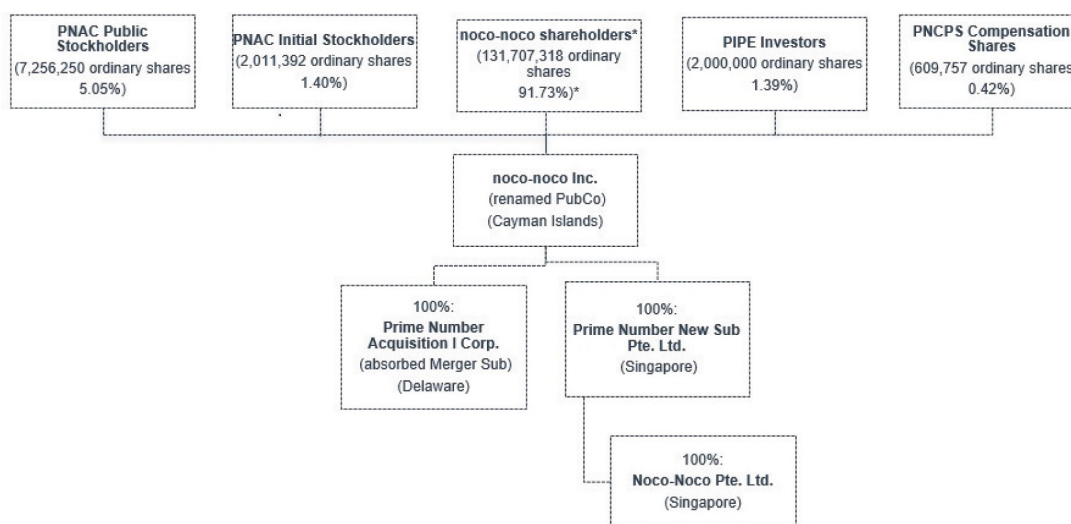 PNAC Public
Stockholders
(7,256,250 ordinary shares
5.05%)
PNAC Initial Stockholders
(2,011,392 ordinary shares
1.40%)
noco-noco shareholders*
(131,707,318 ordinary
shares
91.73%)*
PIPE Investors
(2,000,000 ordinary shares
1.39%)
PNCPS Compensation
Shares
(609,757 ordinary shares
0.42%)
noco-noco Inc.
(renamed PubCo)
(Cayman Islands)
100%:
Prime Number
Acquisition I Corp.
(absorbed Merger Sub)
(Delaware)
100%:
Prime Number New Sub
Pte. Ltd.
(Singapore)
100%:
Noco-Noco Pte. Ltd.
(Singapore)